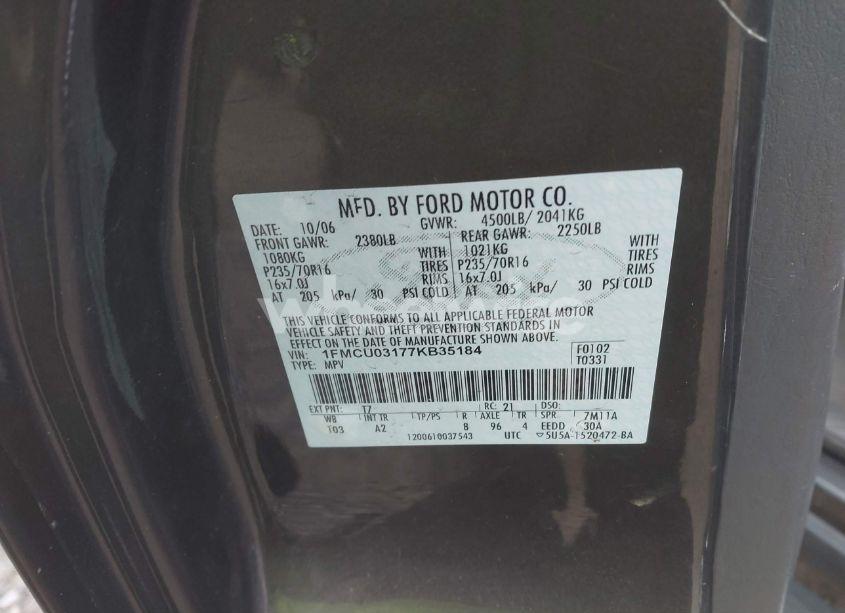 MFD. BY FORD MOTOR CO.
DATE: 10/06 GVWR: 4500LB/ 2041KG
FRONT GAWR: 2380LB REAR GAWR: 2250LB
1080KG WITH 1021KG WITH
P235/70R16 TIRES P235/70R16 TIRES
16x7.0J RIMS 16x7.0J RIMS
AT 205 kPa/ 30 PSI COLD AT 205 kPa/ 30 PSI COLD
THIS VEHICLE CONFORMS TO ALL APPLICABLE FEDERAL MOTOR
VEHICLE SAFETY AND THEFT PREVENTION STANDARDS IN
EFFECT ON THE DATE OF MANUFACTURE SHOWN ABOVE.
VIN: 1FMCU03177KB35184 F0102
TYPE: MPV T0331
EXT PNT: T7 RC: 21 DSO:
WB INT TR TP/PS R AXLE TR SPR 7M11A
T03 A2 B 96 4 EEDD 30A
1200610037543 UTC ▽5U5A-1520472-BA